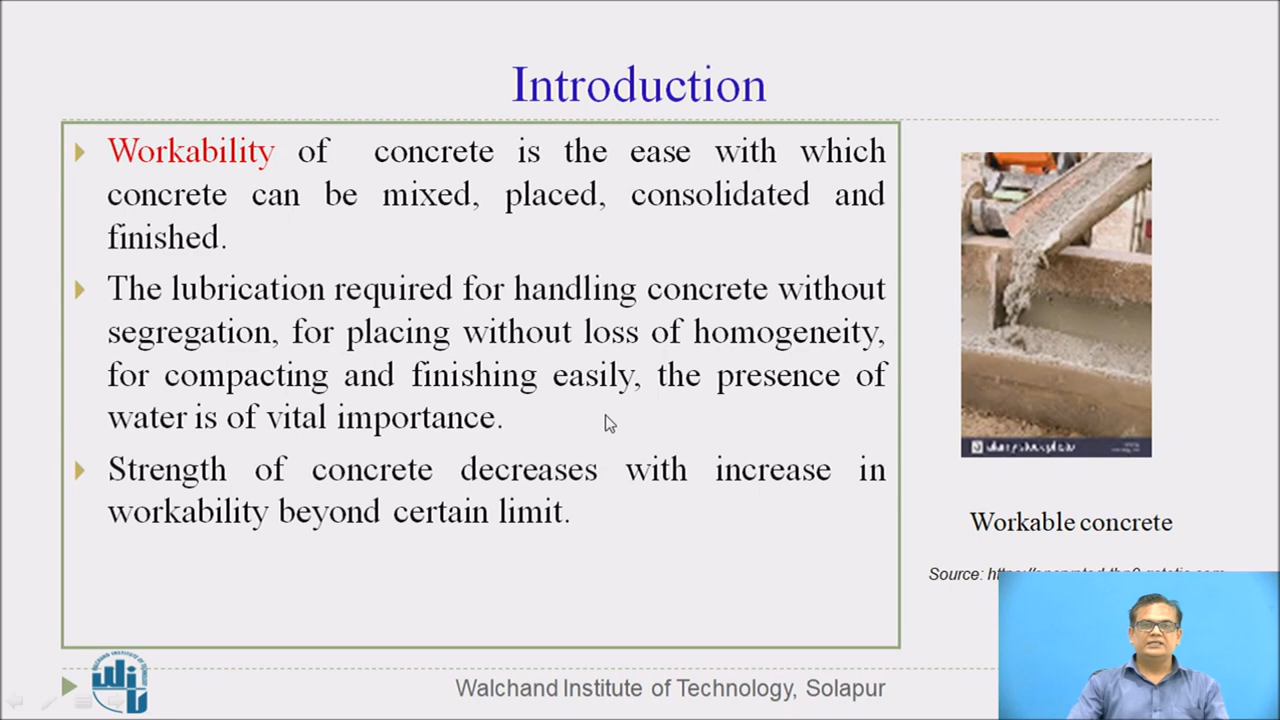 Introduction
Workability of concrete is the ease with which
concrete can be mixed, placed, consolidated and
finished.
The lubrication required for handling concrete without
segregation, for placing without loss of homogeneity,
for compacting and finishing easily, the presence of
water is of vital importance.
Strength of concrete decreases with increase in
workability beyond certain limit.
alamy stock photo
Workable concrete
Source:
Walchand Institute of Technology, Solapur